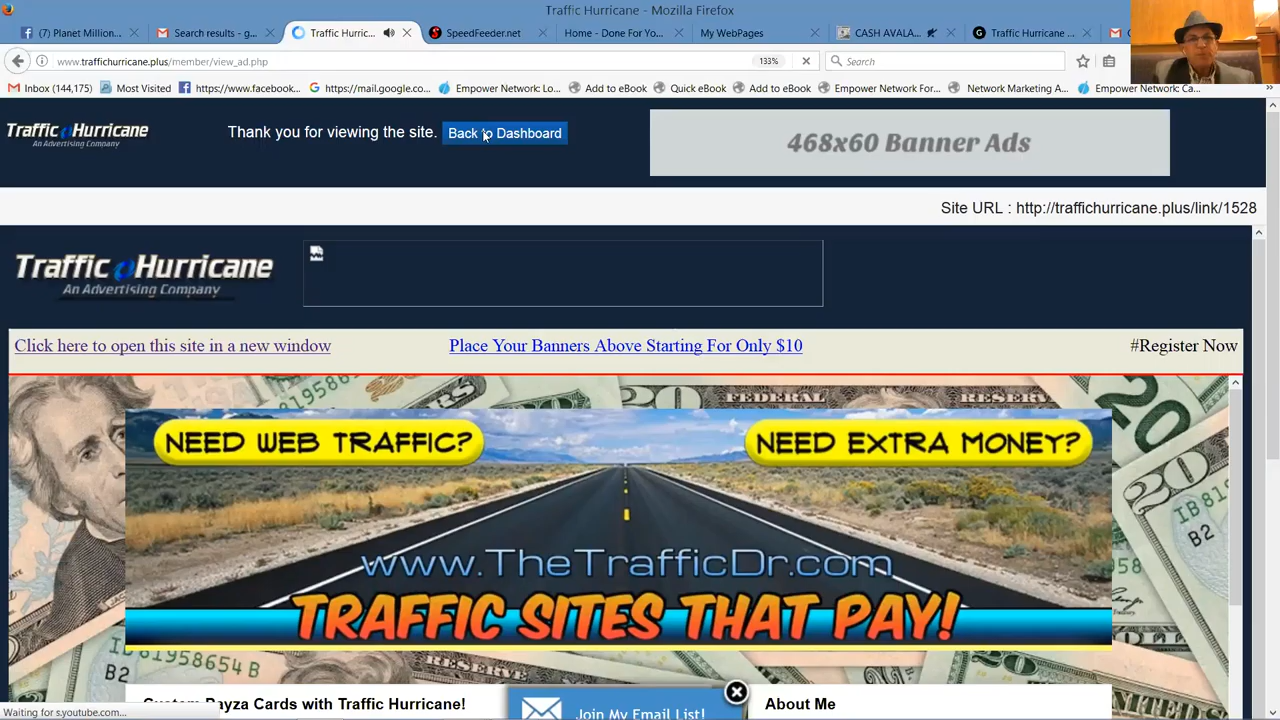 Traffic Hurricane - Mozilla Firefox
(7) Planet Million...
Search results - g...
Traffic Hurric...
SpeedFeeder.net
Home - Done For Yo...
My WebPages
CASH AVALA...
Traffic Hurricane ...
www.traffichurricane.plus/member/view_ad.php
133%
Search
Inbox (144,175)
Most Visited
https://www.facebook...
https://mail.google.co...
Empower Network: Lo...
Add to eBook
Quick eBook
Add to eBook
Empower Network For...
Network Marketing A...
Empower Network: Ca...
Traffic Hurricane
An Advertising Company
Thank you for viewing the site.
Back to Dashboard
468x60 Banner Ads
Site URL : http://traffichurricane.plus/link/1528
Traffic Hurricane
An Advertising Company
Click here to open this site in a new window
Place Your Banners Above Starting For Only $10
#Register Now
NEED WEB TRAFFIC?
NEED EXTRA MONEY?
www.TheTrafficDr.com
TRAFFIC SITES THAT PAY!
Custom Payza Cards with Traffic Hurricane!
Join My Email List!
About Me
Waiting for s.youtube.com...